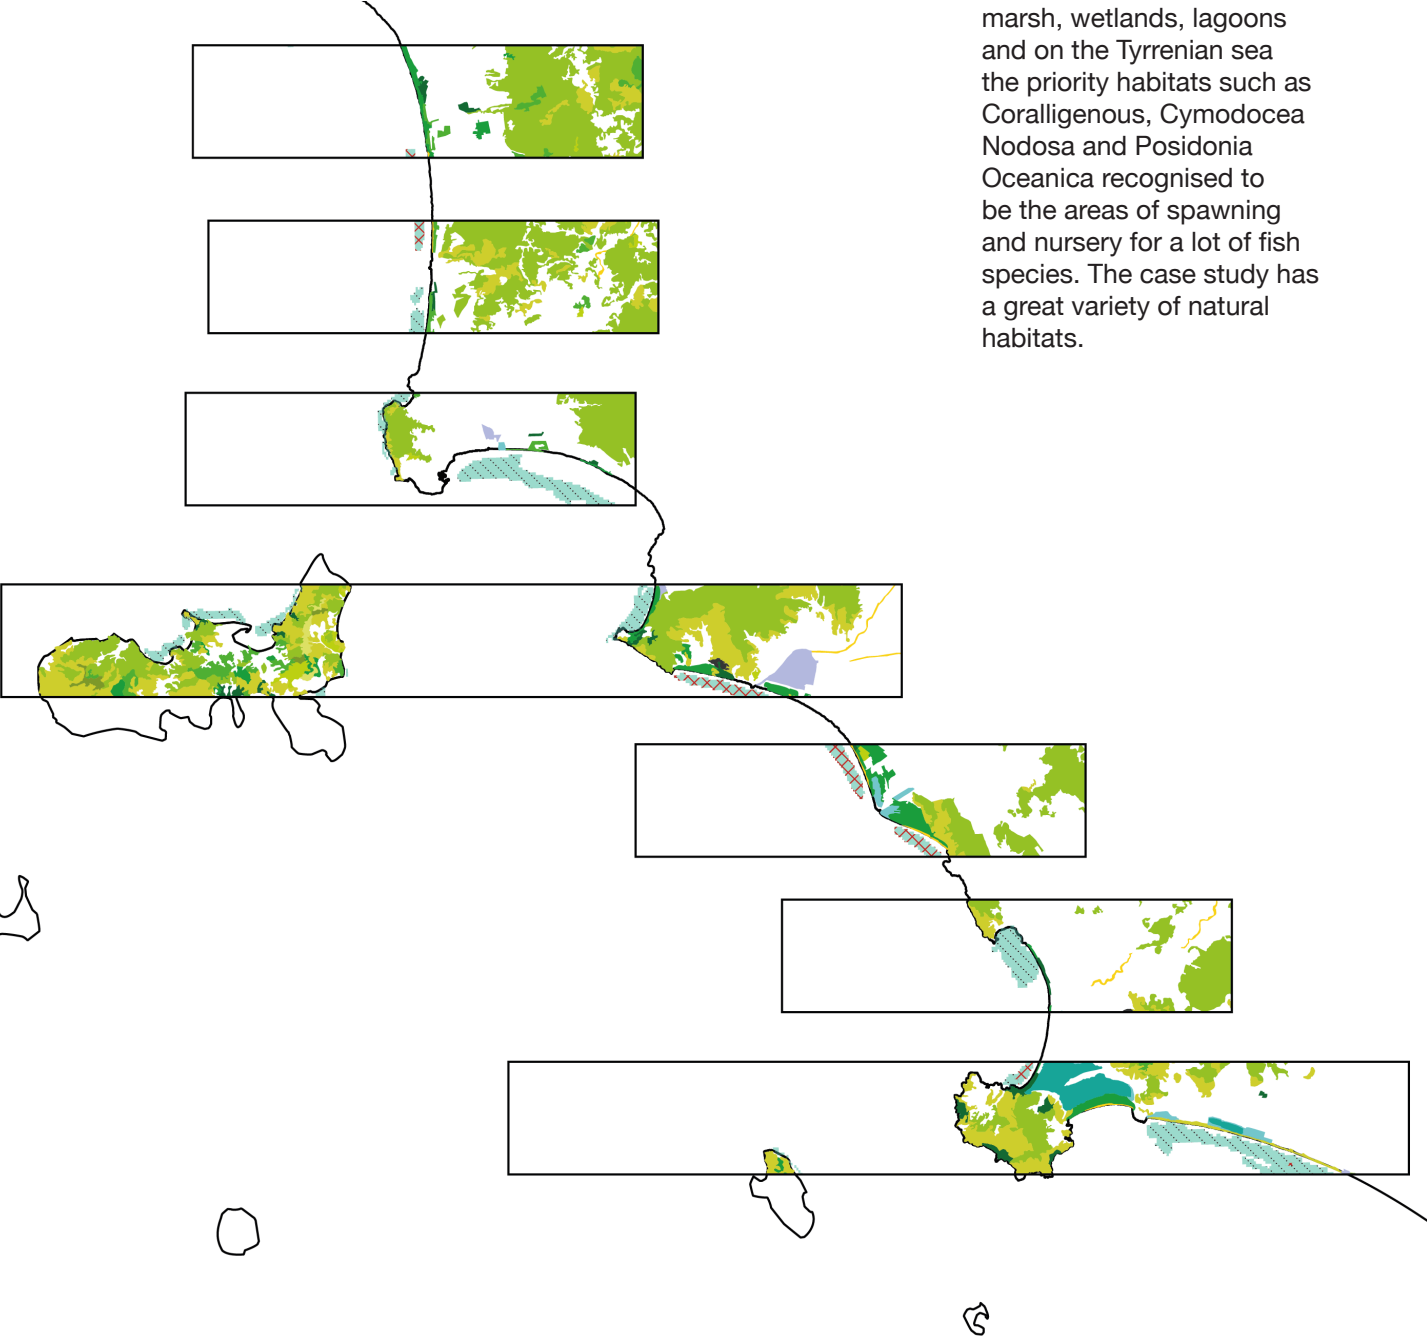 marsh, wetlands, lagoons
and on the Tyrrenian sea
the priority habitats such as
Coralligenous, Cymodocea
Nodosa and Posidonia
Oceanica recognised to
be the areas of spawning
and nursery for a lot of fish
species. The case study has
a great variety of natural
habitats.